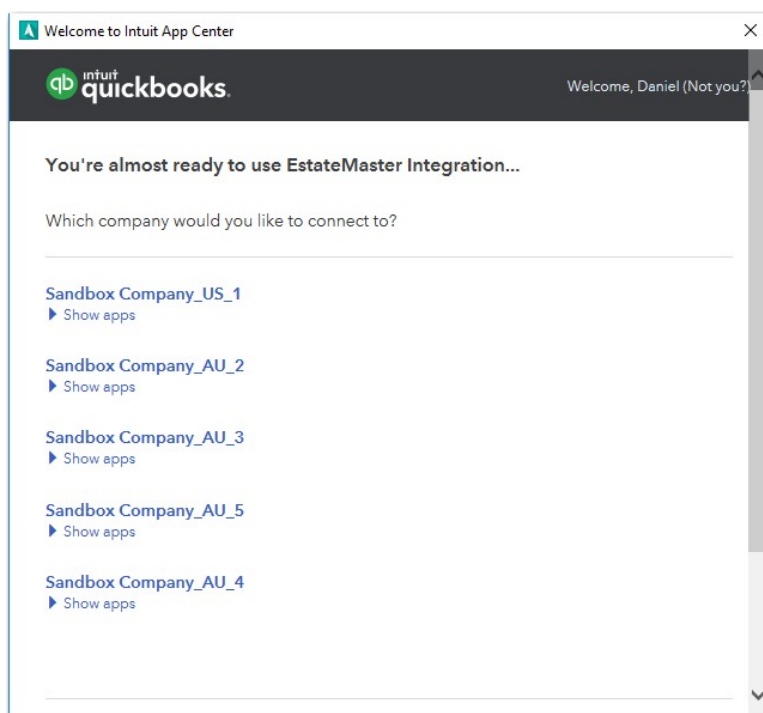 Welcome to Intuit App Center
intuit
quickbooks.
Welcome, Daniel (Not you?)
You're almost ready to use EstateMaster Integration...
Which company would you like to connect to?
Sandbox Company_US_1
Show apps
Sandbox Company_AU_2
Show apps
Sandbox Company_AU_3
Show apps
Sandbox Company_AU_5
Show apps
Sandbox Company_AU_4
Show apps